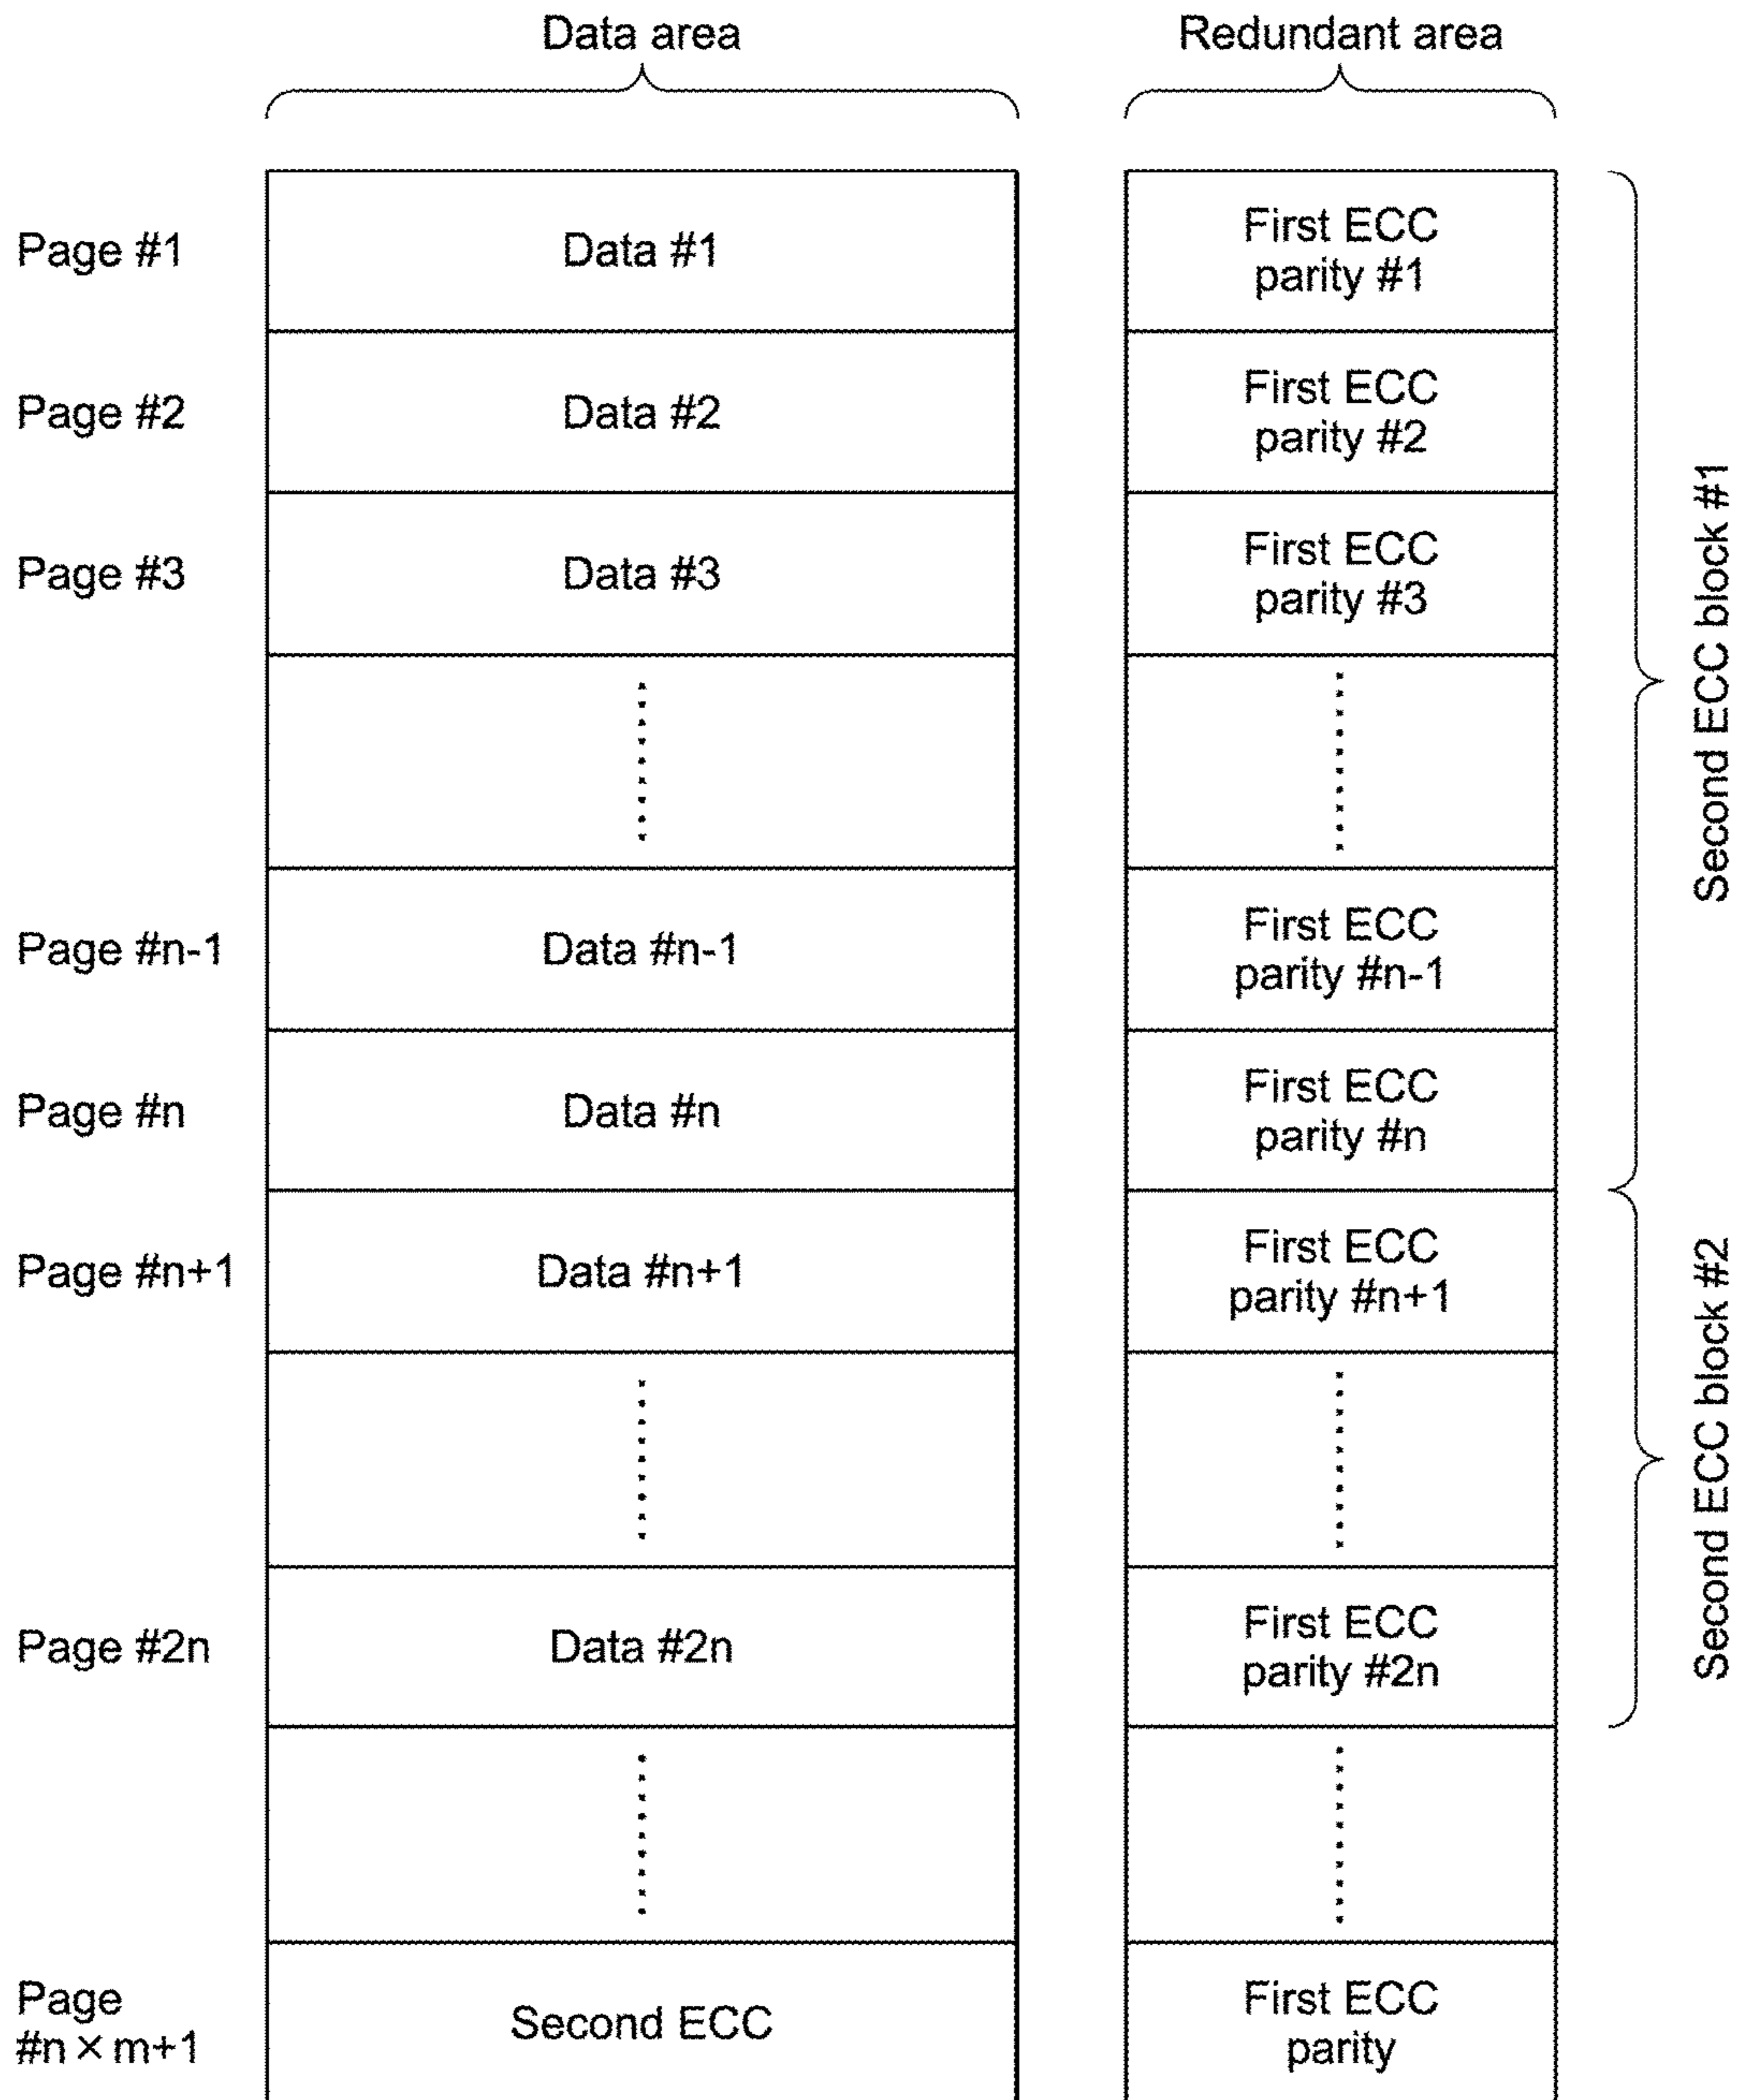 Data area
Redundant area
Page #1
Data #1
First ECC
parity #1
Page #2
Data #2
First ECC
parity #2
Page #3
Data #3
First ECC
parity #3
Second ECC block #1
Page #n-1
Data #n-1
First ECC
parity #n-1
Page #n
Data #n
First ECC
parity #n
Page #n+1
Data #n+1
First ECC
parity #n+1
Second ECC block #2
Page #2n
Data #2n
First ECC
parity #2n
Page
#n × m+1
Second ECC
First ECC
parity